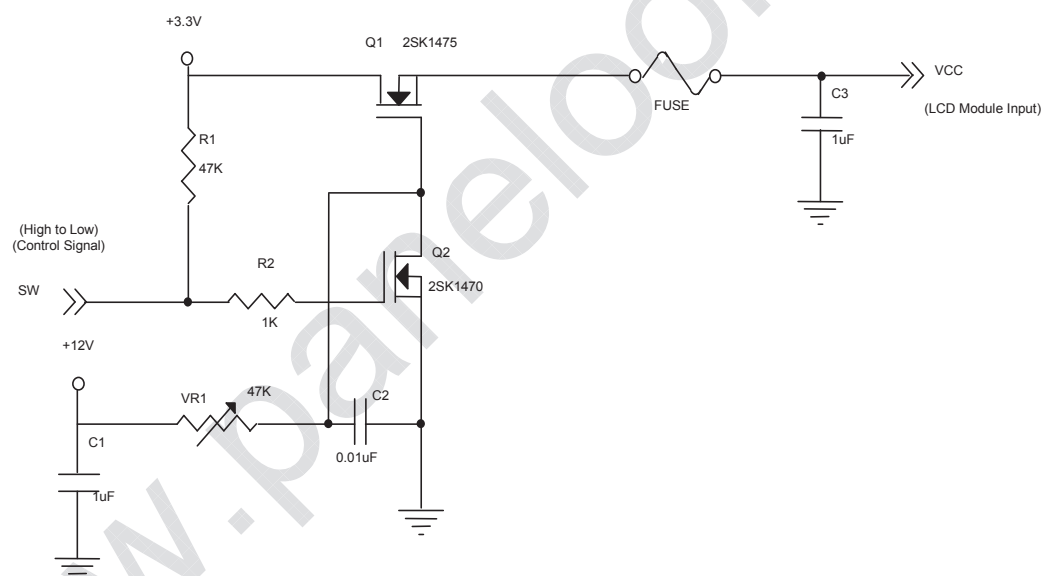 +3.3V
Q1 2SK1475
R1
47K
FUSE
C3
1uF
VCC
(LCD Module Input)
(High to Low)
(Control Signal)
SW
R2
1K
Q2
2SK1470
+12V
VR1
47K
C2
0.01uF
C1
1uF
w.paneloo